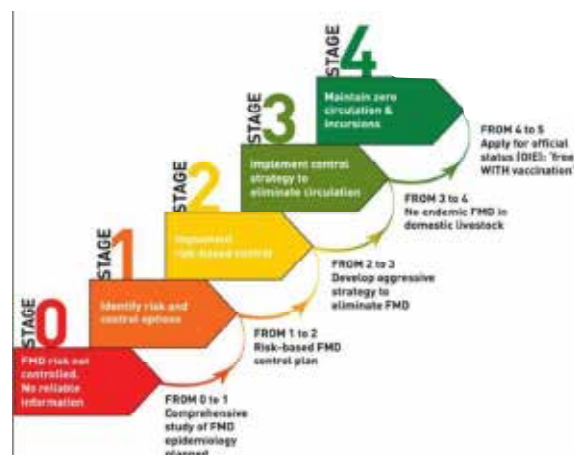 STAGE 4
Maintain zero
circulation &
incursions
FROM 4 to 5
Apply for official
status (OIE): 'free
WITH vaccination'
STAGE 3
Implement control
strategy to
eliminate circulation
FROM 3 to 4
No endemic FMD in
domestic livestock
STAGE 2
Implement
risk-based control
FROM 2 to 3
Develop aggressive
strategy to
eliminate FMD
STAGE 1
Identify risk and
control options
FROM 1 to 2
Risk-based FMD
control plan
STAGE 0
FMD risk not
controlled.
No reliable
information
FROM 0 to 1
Comprehensive
study of FMD
epidemiology
planned